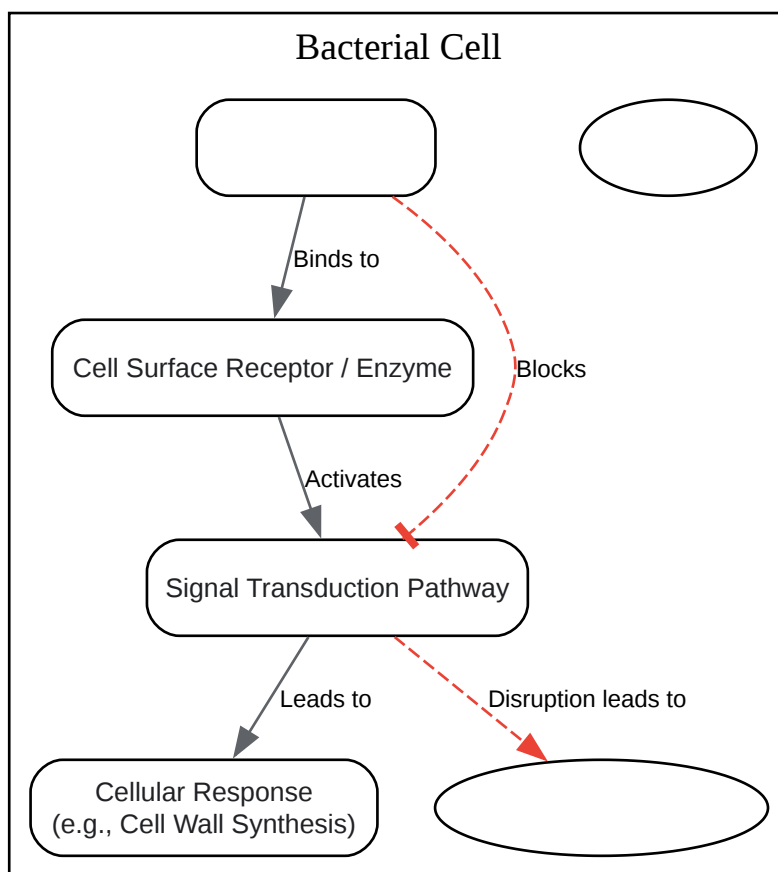 Bacterial Cell
Binds to
Cell Surface Receptor / Enzyme
Blocks
Activates
Signal Transduction Pathway
Leads to
Disruption leads to
Cellular Response
(e.g., Cell Wall Synthesis)